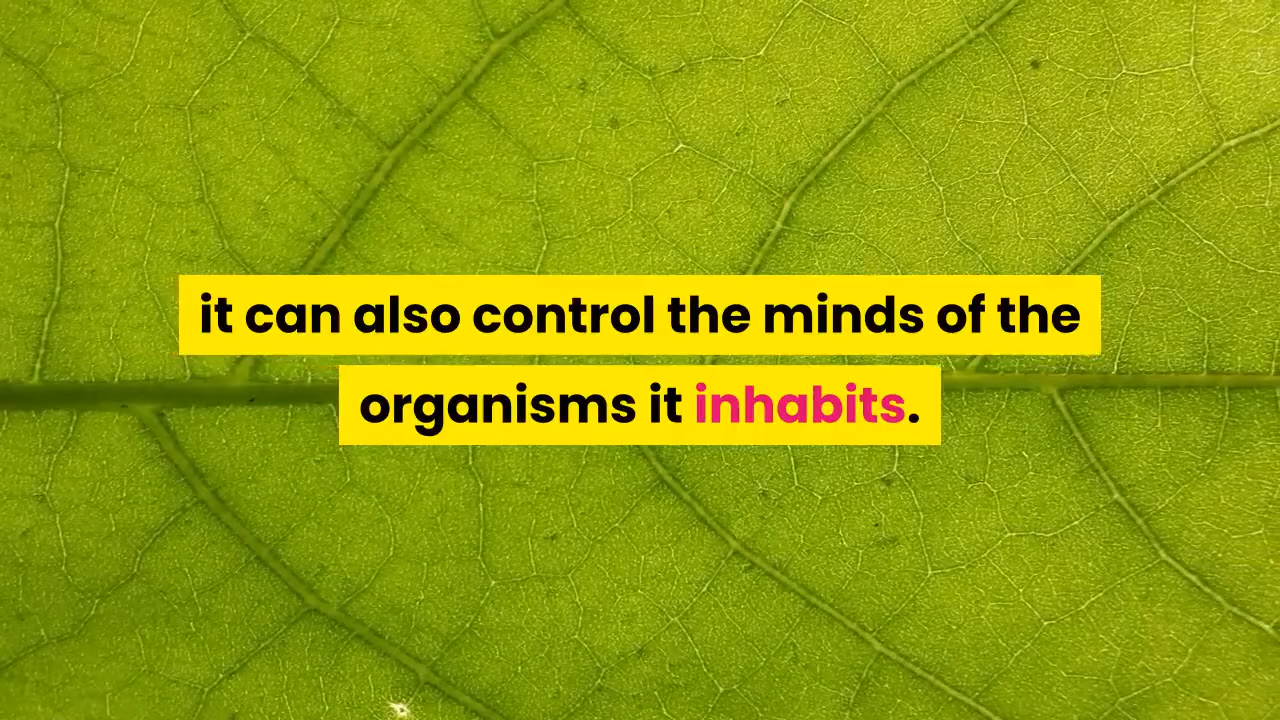 it can also control the minds of the
organisms it inhabits.